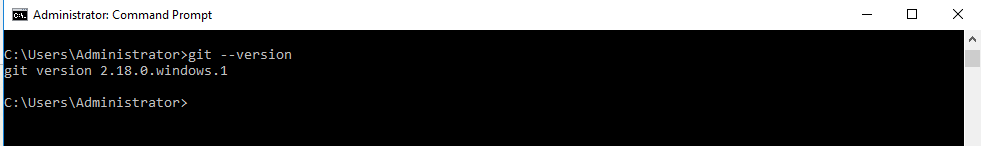 Administrator: Command Prompt
C:\Users\Administrator>git --version
git version 2.18.0.windows.1
C:\Users\Administrator>